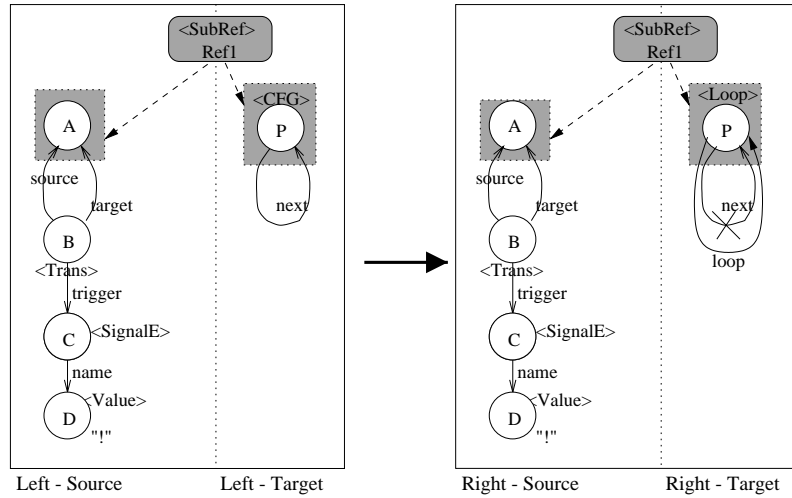 <SubRef>
Ref1
<CFG>
A
P
source
target
next
B
<Trans>
trigger
C
<SignalE>
name
<Value>
D
"!"
Left - Source
Left - Target
<SubRef>
Ref1
<Loop>
A
P
source
target
next
B
loop
<Trans>
trigger
C
<SignalE>
name
<Value>
D
"!"
Right - Source
Right - Target